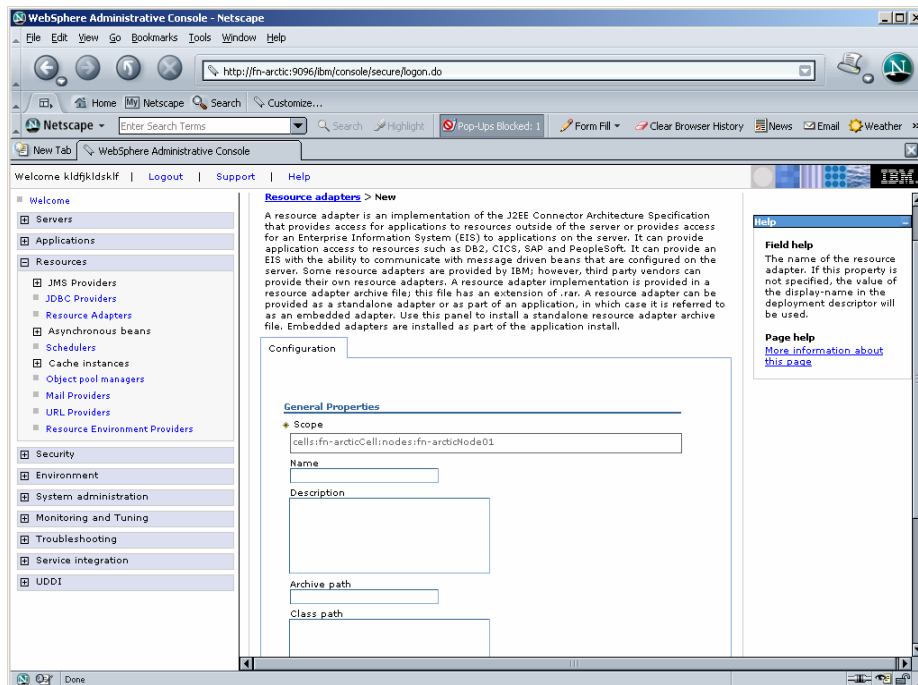 WebSphere Administrative Console - Netscape
File Edit View Go Bookmarks Tools Window Help
http://fn-arctic:9096/ibm/console/secure/logon.do
Home My Netscape Search Customize...
Netscape Enter Search Terms Search Highlight Pop-Ups Blocked: 1 Form Fill Clear Browser History News Email Weather »
New Tab WebSphere Administrative Console
Welcome kldfjkldsklf | Logout | Support | Help IBM.
Welcome
Servers
Applications
Resources
JMS Providers
JDBC Providers
Resource Adapters
Asynchronous beans
Schedulers
Cache instances
Object pool managers
Mail Providers
URL Providers
Resource Environment Providers
Security
Environment
System administration
Monitoring and Tuning
Troubleshooting
Service integration
UDDI
Resource adapters > New
A resource adapter is an implementation of the J2EE Connector Architecture Specification
that provides access for applications to resources outside of the server or provides access
for an Enterprise Information System (EIS) to applications on the server. It can provide
application access to resources such as DB2, CICS, SAP and PeopleSoft. It can provide an
EIS with the ability to communicate with message driven beans that are configured on the
server. Some resource adapters are provided by IBM; however, third party vendors can
provide their own resource adapters. A resource adapter implementation is provided in a
resource adapter archive file; this file has an extension of .rar. A resource adapter can be
provided as a standalone adapter or as part of an application, in which case it is referred to
as an embedded adapter. Use this panel to install a standalone resource adapter archive
file. Embedded adapters are installed as part of the application install.
Configuration
General Properties
Scope
cells:fn-arcticCell:nodes:fn-arcticNode01
Name
Description
Archive path
Class path
Help
Field help
The name of the resource
adapter. If this property is
not specified, the value of
the display-name in the
deployment descriptor will
be used.
Page help
More information about
this page
Done